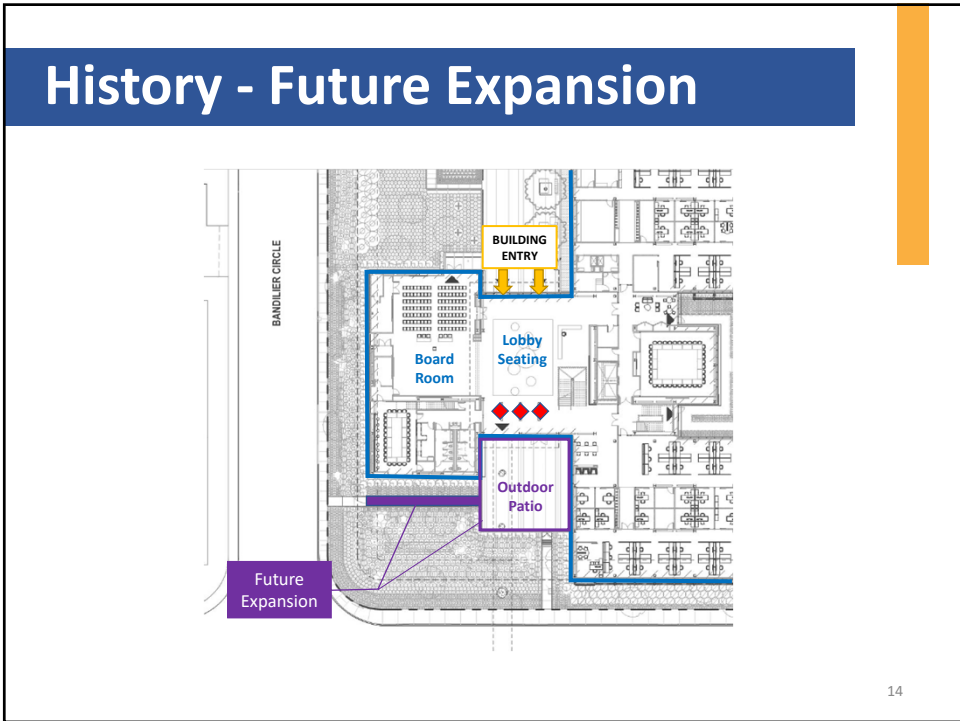 History - Future Expansion
BANDILIER CIRCLE
BUILDING
ENTRY
Lobby
Seating
Board
Room
Outdoor
Patio
Future
Expansion
14